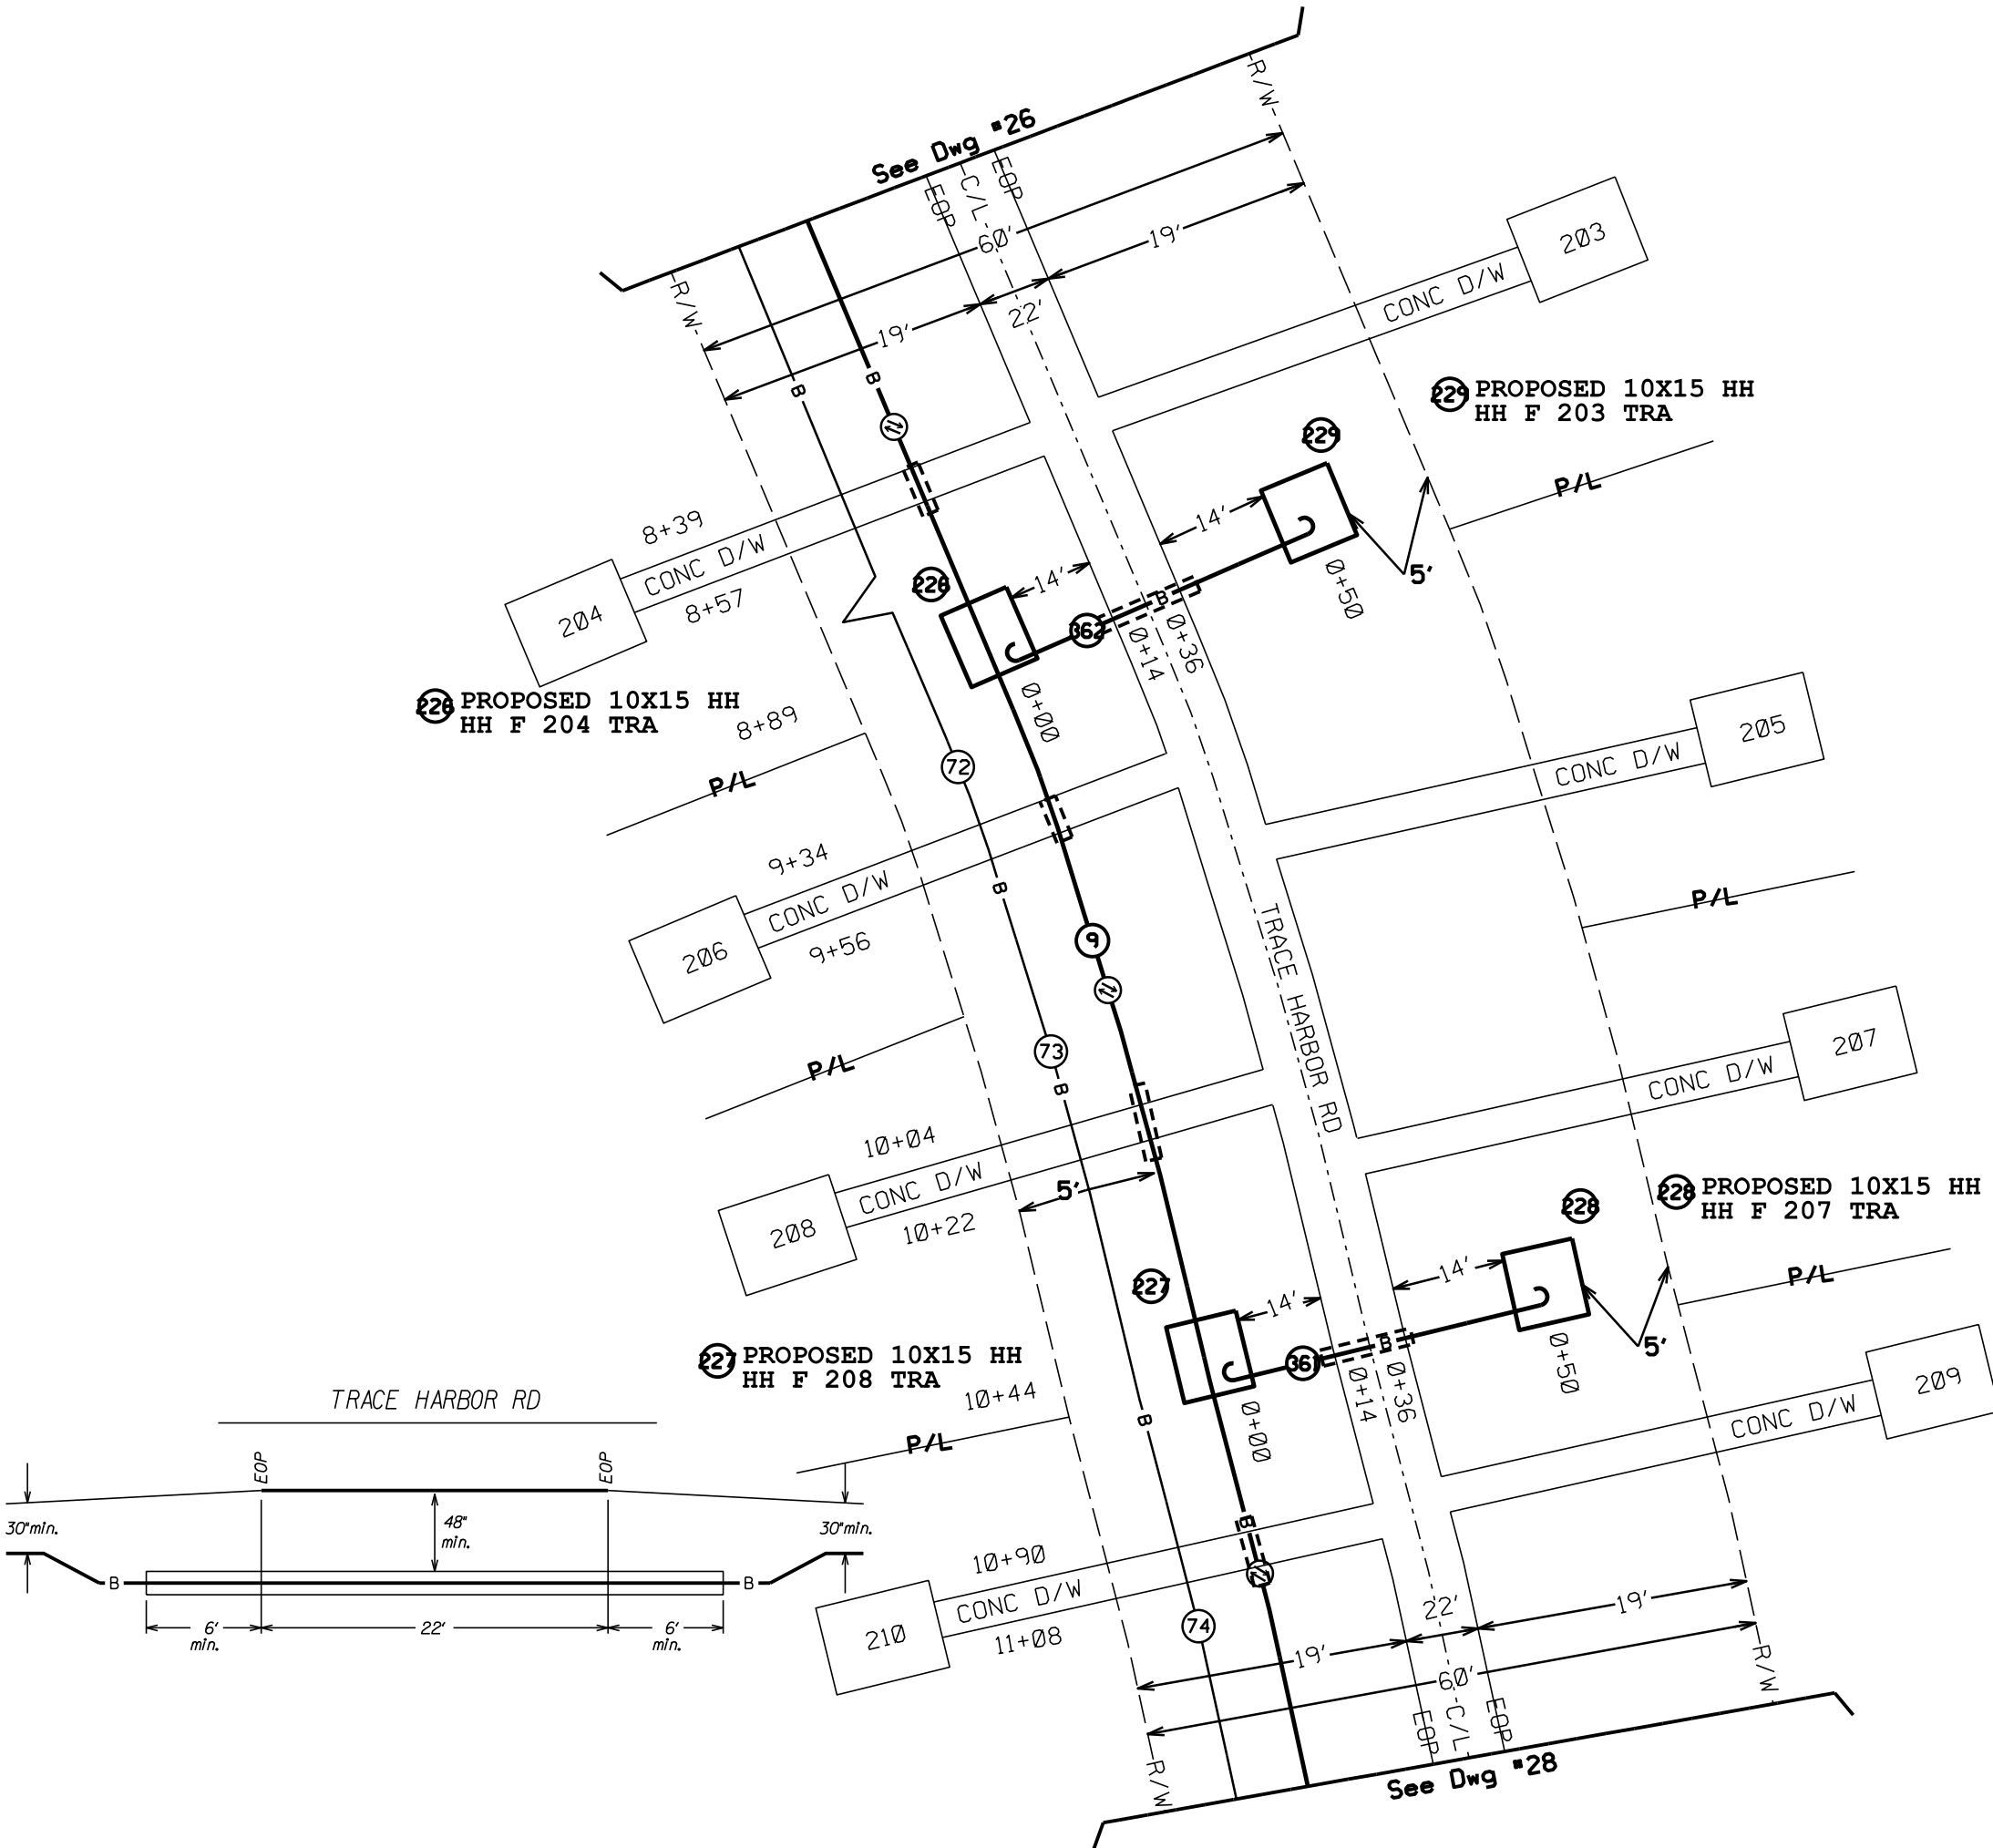 See Dwg #26
R/W
EOP
C/L
EOP
R/W
60'
19'
22'
19'
B
B
203
CONC D/W
229 PROPOSED 10X15 HH
HH F 203 TRA
229
P/L
14'
5'
0+50
8+39
CONC D/W
8+57
204
226
14'
362
B
0+14
0+36
0+00
226 PROPOSED 10X15 HH
HH F 204 TRA
8+89
P/L
72
205
CONC D/W
9+34
CONC D/W
9+56
206
B
9
P/L
TRACE HARBOR RD
73
B
P/L
207
CONC D/W
10+04
CONC D/W
10+22
208
5'
228 PROPOSED 10X15 HH
HH F 207 TRA
228
P/L
14'
5'
0+50
227
14'
361
B
0+14
0+36
0+00
227 PROPOSED 10X15 HH
HH F 208 TRA
10+44
P/L
B
209
CONC D/W
B
10+90
CONC D/W
11+08
210
74
22'
19'
19'
60'
R/W
EOP
C/L
EOP
R/W
See Dwg #28
TRACE HARBOR RD
EOP
EOP
30"min.
48"
min.
30"min.
B
B
6'
min.
22'
6'
min.